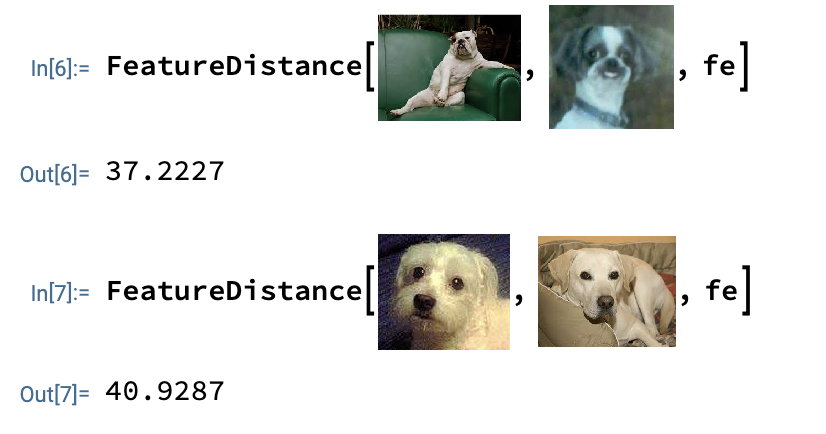 In[6]:= FeatureDistance[ , , fe]
Out[6]= 37.2227
In[7]:= FeatureDistance[ , , fe]
Out[7]= 40.9287